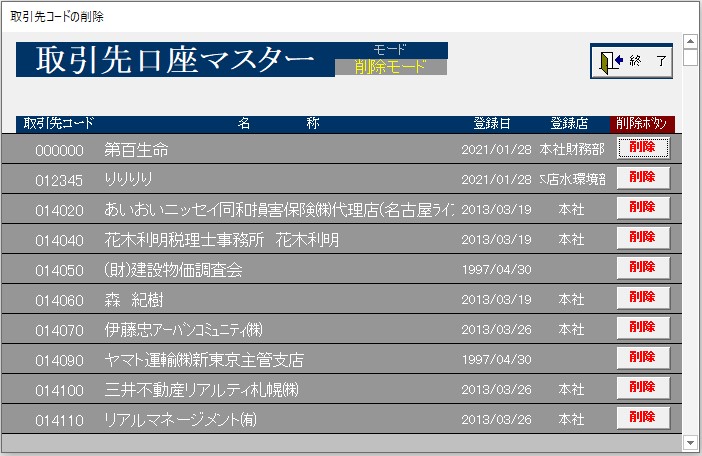 取引先コードの削除
取引先口座マスター
モード
削除モード
終 了
取引先コード 名 称 登録日 登録店 削除ボタン
000000 第百生命 2021/01/28 本社財務部 削除
012345 りりりり 2021/01/28 店水環境部 削除
014020 あいおいニッセイ同和損害保険㈱代理店(名古屋ライフ 2013/03/19 本社 削除
014040 花木利明税理士事務所 花木利明 2013/03/19 本社 削除
014050 (財)建設物価調査会 1997/04/30 削除
014060 森 紀樹 2013/03/19 本社 削除
014070 伊藤忠アーバンコミュニティ㈱ 2013/03/26 本社 削除
014090 ヤマト運輸㈱新東京主管支店 1997/04/30 削除
014100 三井不動産リアルティ札幌㈱ 2013/03/26 本社 削除
014110 リアルマネージメント㈲ 2013/03/26 本社 削除